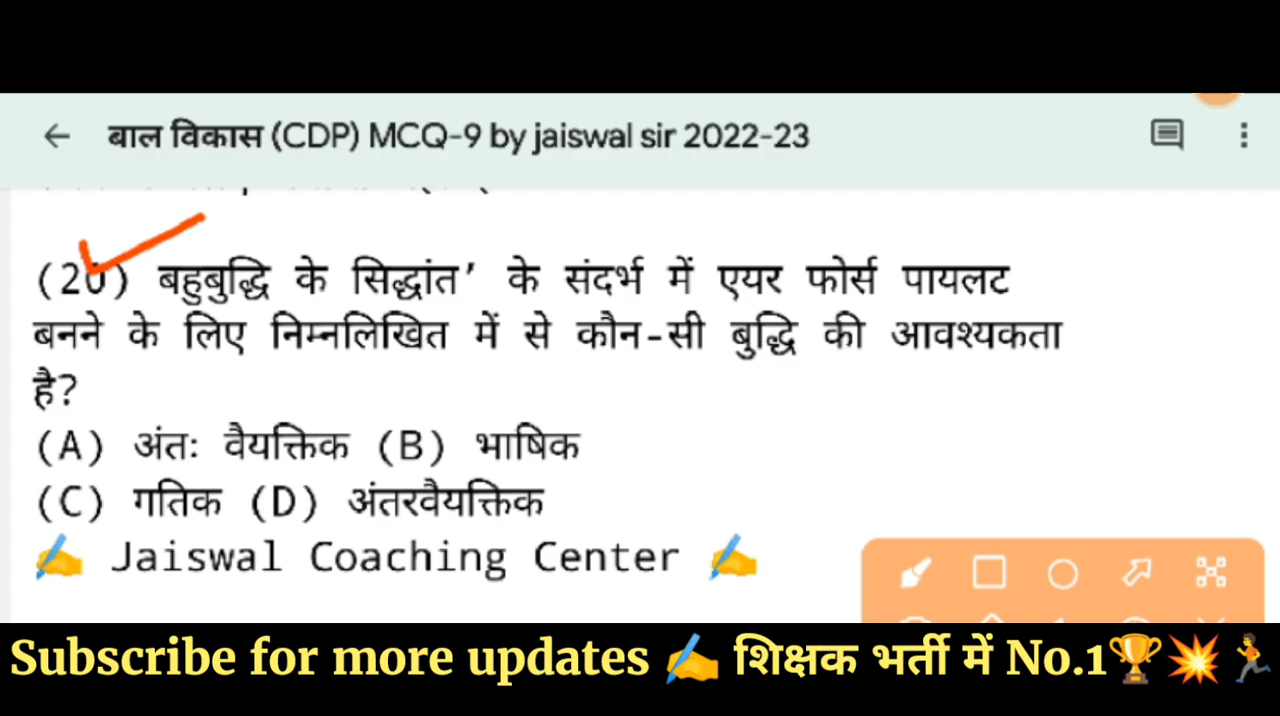 ← बाल विकास (CDP) MCQ-9 by jaiswal sir 2022-23
(20) बहुबुद्धि के सिद्धांत’ के संदर्भ में एयर फोर्स पायलट
बनने के लिए निम्नलिखित में से कौन-सी बुद्धि की आवश्यकता
है?
(A) अंतः वैयक्तिक (B) भाषिक
(C) गतिक (D) अंतरवैयक्तिक
✍️ Jaiswal Coaching Center ✍️
Subscribe for more updates ✍️ शिक्षक भर्ती में No.1🏆💥🏃